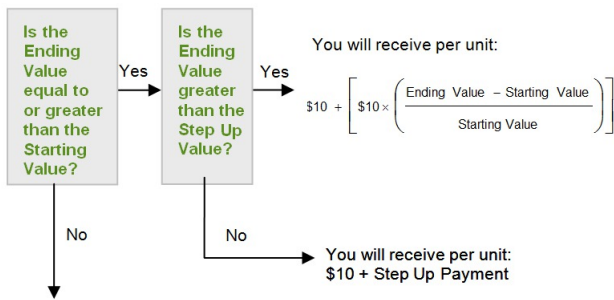 Is the
Ending
Value
equal to
or greater
than the
Starting
Value?
Yes
Is the
Ending
Value
greater
than the
Step Up
Value?
Yes
You will receive per unit:
$10 + [ $10 × ( Ending Value – Starting Value
Starting Value ) ]
No
No
You will receive per unit:
$10 + Step Up Payment